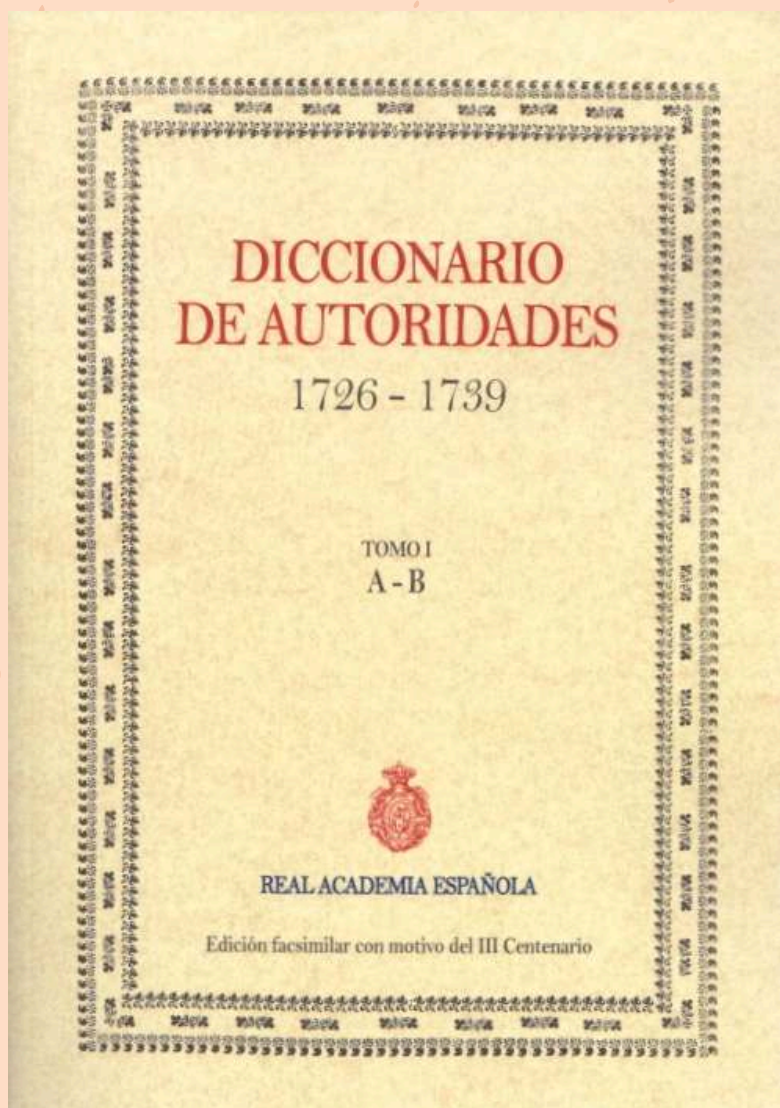 DICCIONARIO
DE AUTORIDADES
1726 - 1739
TOMO I
A - B
REAL ACADEMIA ESPAÑOLA
Edición facsimilar con motivo del III Centenario